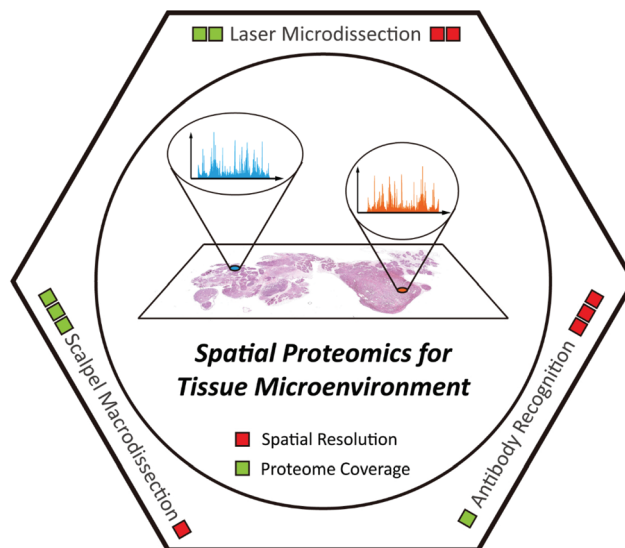 Laser Microdissection
Spatial Proteomics for
Tissue Microenvironment
Spatial Resolution
Proteome Coverage
Scalpel Macrodissection
Antibody Recognition